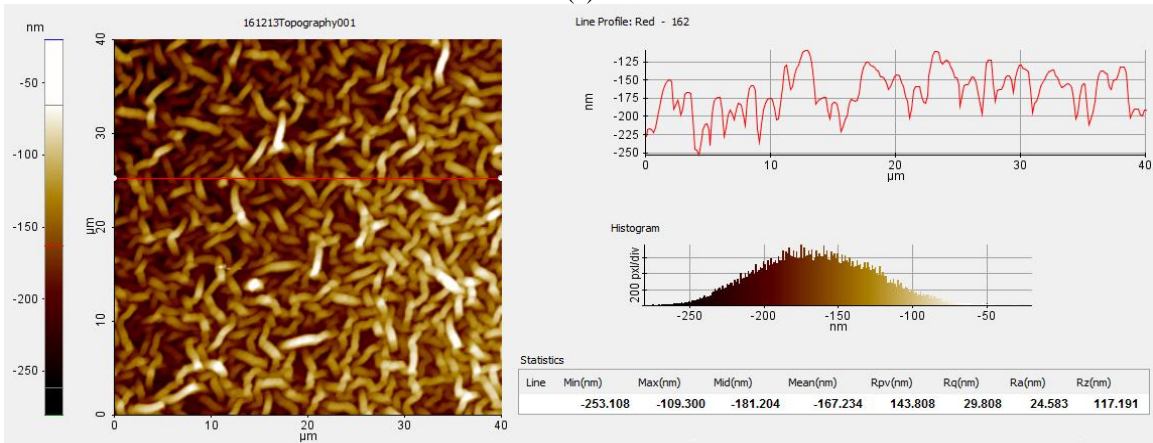 161213Topography001
nm
-50
-100
-150
-200
-250
40
30
20
10
0
μm
0
10
20
30
40
μm
Line Profile: Red - 162
nm
-125
-150
-175
-200
-225
-250
0
10
20
30
40
μm
Histogram
200 pxl/div
-250
-200
-150
-100
-50
nm
Statistics
Line Min(nm) Max(nm) Mid(nm) Mean(nm) Rpv(nm) Rq(nm) Ra(nm) Rz(nm)
-253.108 -109.300 -181.204 -167.234 143.808 29.808 24.583 117.191